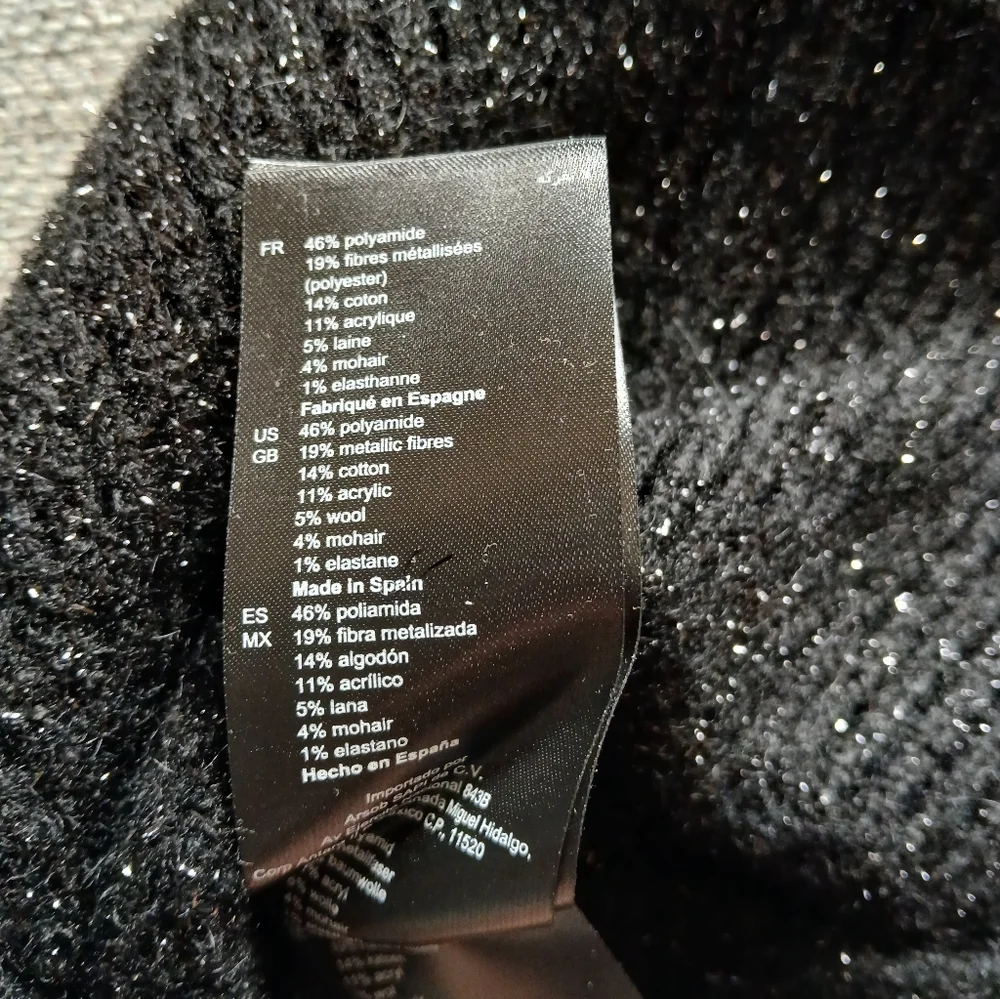 FR 46% polyamide
19% fibres métallisées
(polyester)
14% coton
11% acrylique
5% laine
4% mohair
1% elasthanne
Fabriqué en Espagne
US 46% polyamide
GB 19% metallic fibres
14% cotton
11% acrylic
5% wool
4% mohair
1% elastane
Made in Spain
ES 46% poliamida
MX 19% fibra metalizada
14% algodón
11% acrílico
5% lana
4% mohair
1% elastano
Hecho en España
Importado por
C.V.
843B
Miguel Hidalgo,
C.P. 11520